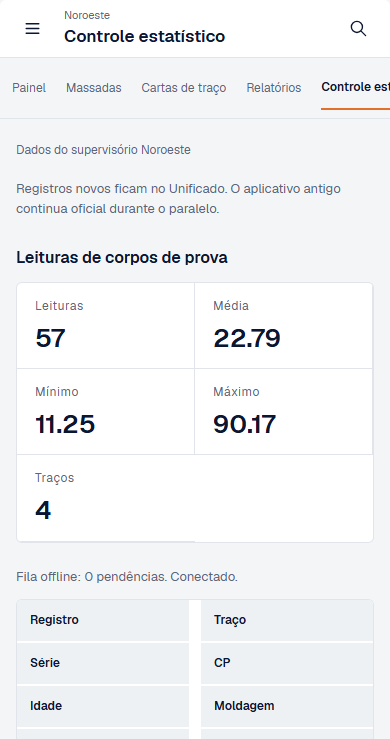 Noroeste
Controle estatístico
Painel Massadas Cartas de traço Relatórios Controle est
Dados do supervisório Noroeste
Registros novos ficam no Unificado. O aplicativo antigo
continua oficial durante o paralelo.
Leituras de corpos de prova
Leituras Média
57 22.79
Mínimo Máximo
11.25 90.17
Traços
4
Fila offline: 0 pendências. Conectado.
Registro Traço
Série CP
Idade Moldagem